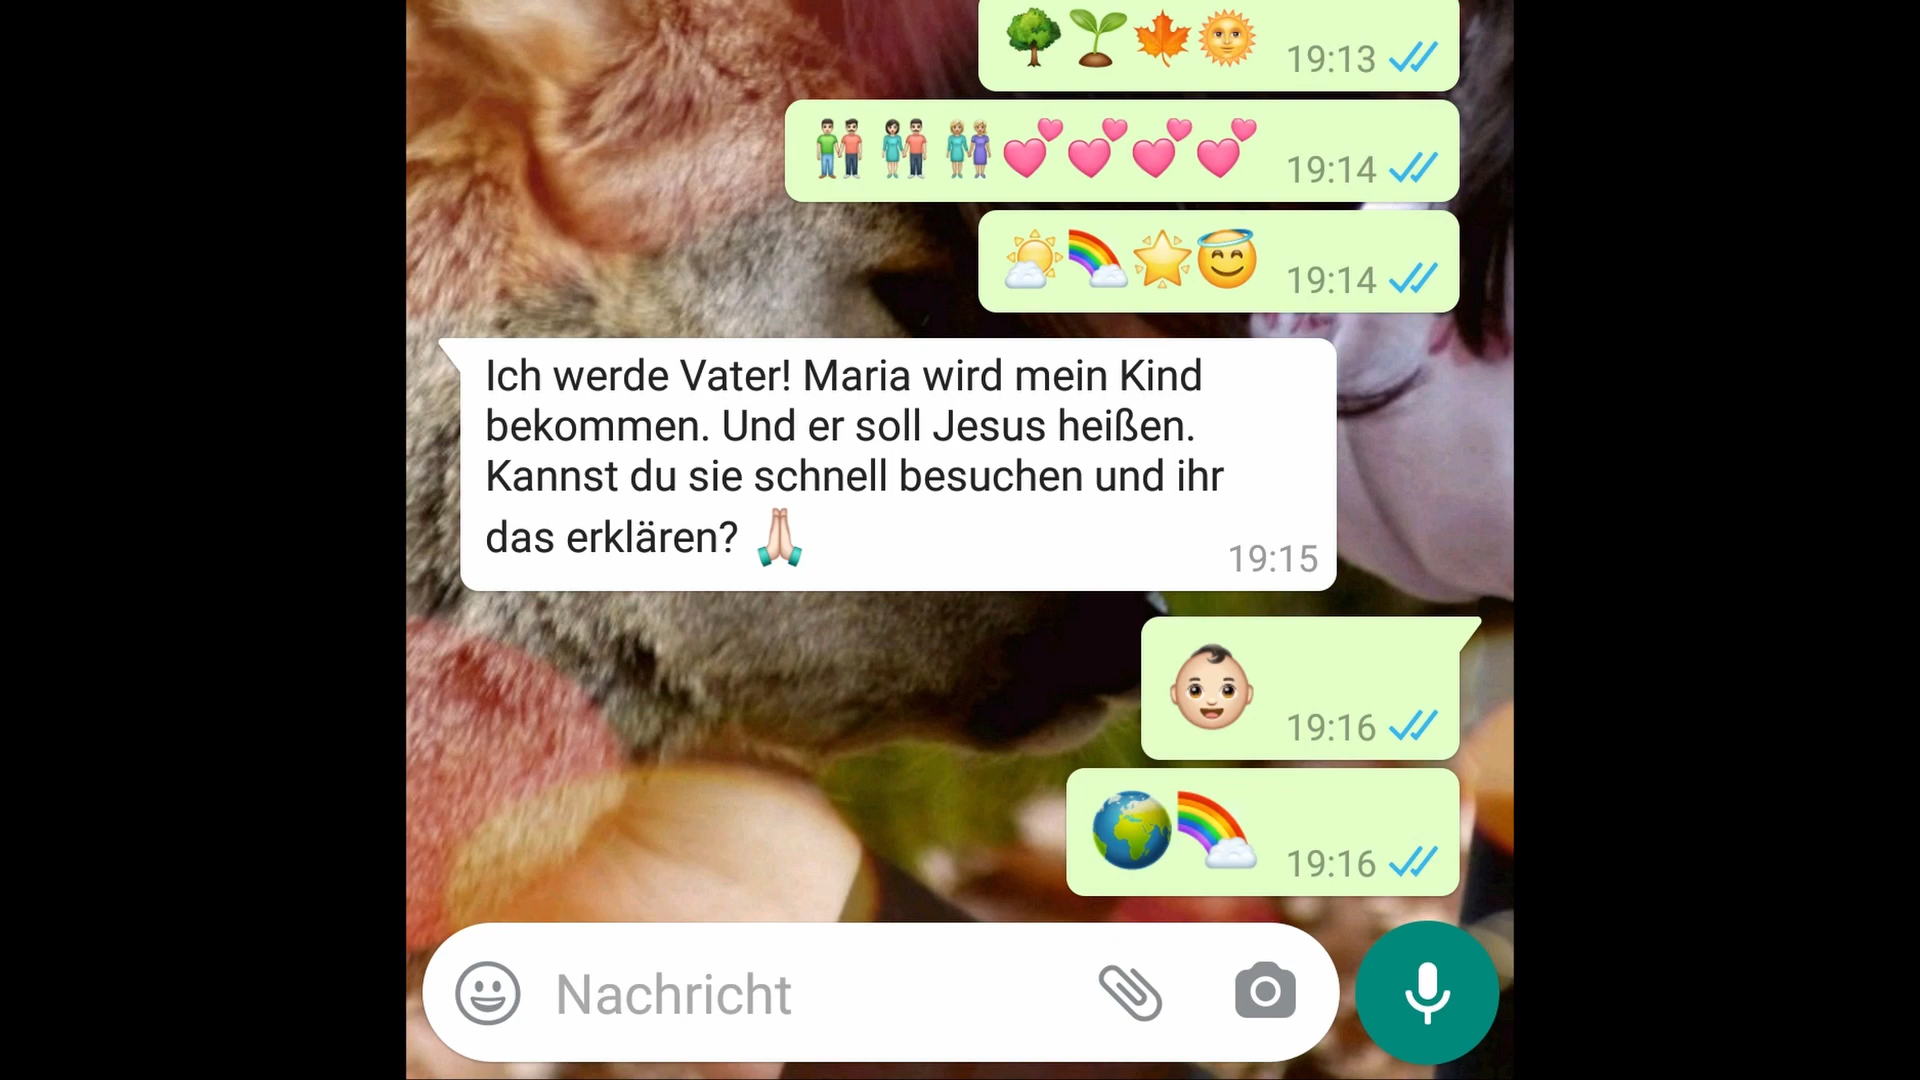 🌳🌱🍁🌞 19:13
👬👫👭💕💕💕💕 19:14
🌤🌈🌟😇 19:14
Ich werde Vater! Maria wird mein Kind
bekommen. Und er soll Jesus heißen.
Kannst du sie schnell besuchen und ihr
das erklären? 🙏🏻
19:15
👶🏻 19:16
🌍🌈 19:16
Nachricht